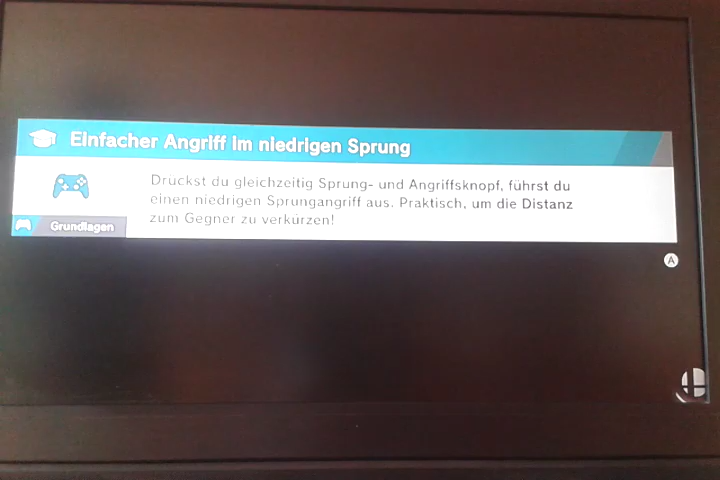 Einfacher Angriff im niedrigen Sprung
Drückst du gleichzeitig Sprung- und Angriffsknopf, führst du
einen niedrigen Sprungangriff aus. Praktisch, um die Distanz
zum Gegner zu verkürzen!
Grundlagen
A